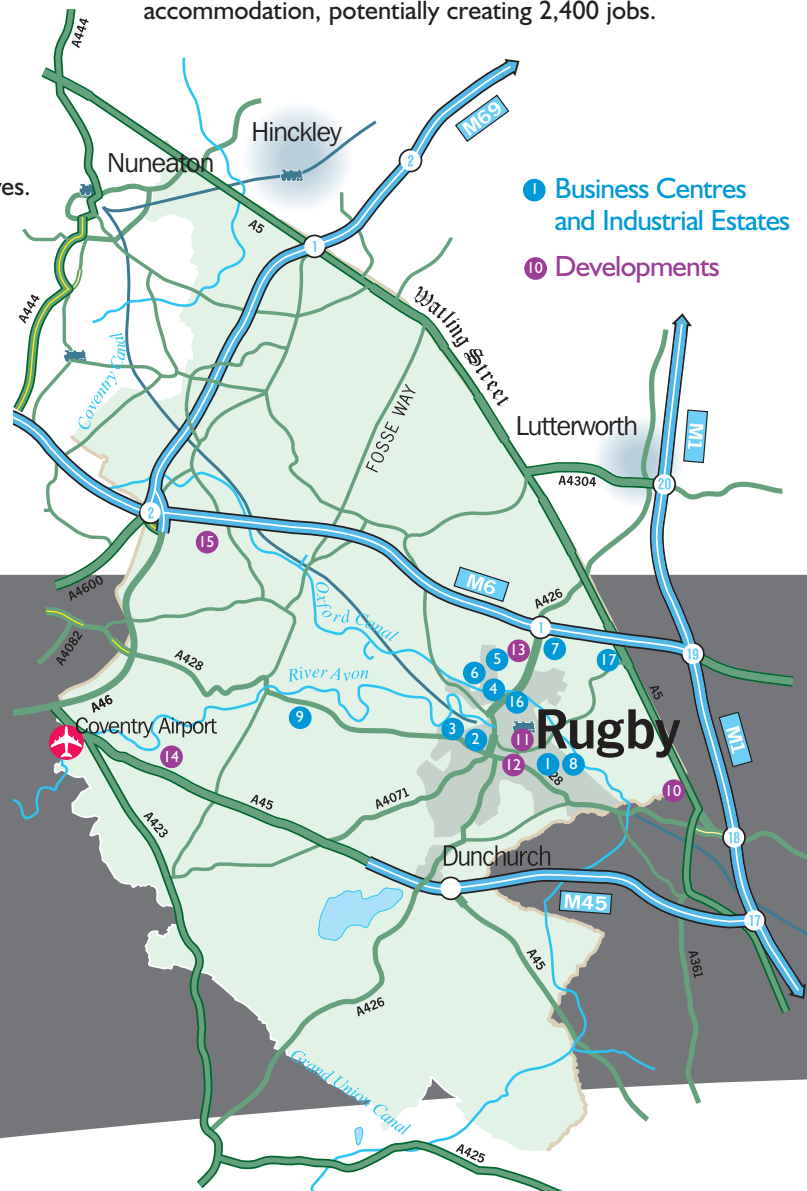 accommodation, potentially creating 2,400 jobs.
A444
M69
Hinckley
2
Nuneaton
ves.
1 Business Centres
and Industrial Estates
A5
1
10 Developments
A444
Watling Street
Coventry Canal
FOSSE WAY
Lutterworth
M1
A4304
20
2
15
M6
A426
A4600
Oxford Canal
1
A4082
A428
5
13
7
17
19
River Avon
6
4
A5
A46
16
Coventry Airport
9
3
2
11
Rugby
M1
14
12
1
8
28
10
A45
A4071
A423
18
Dunchurch
M45
17
A45
A361
A426
Grand Union Canal
A425